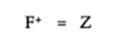 F⁺ = Z